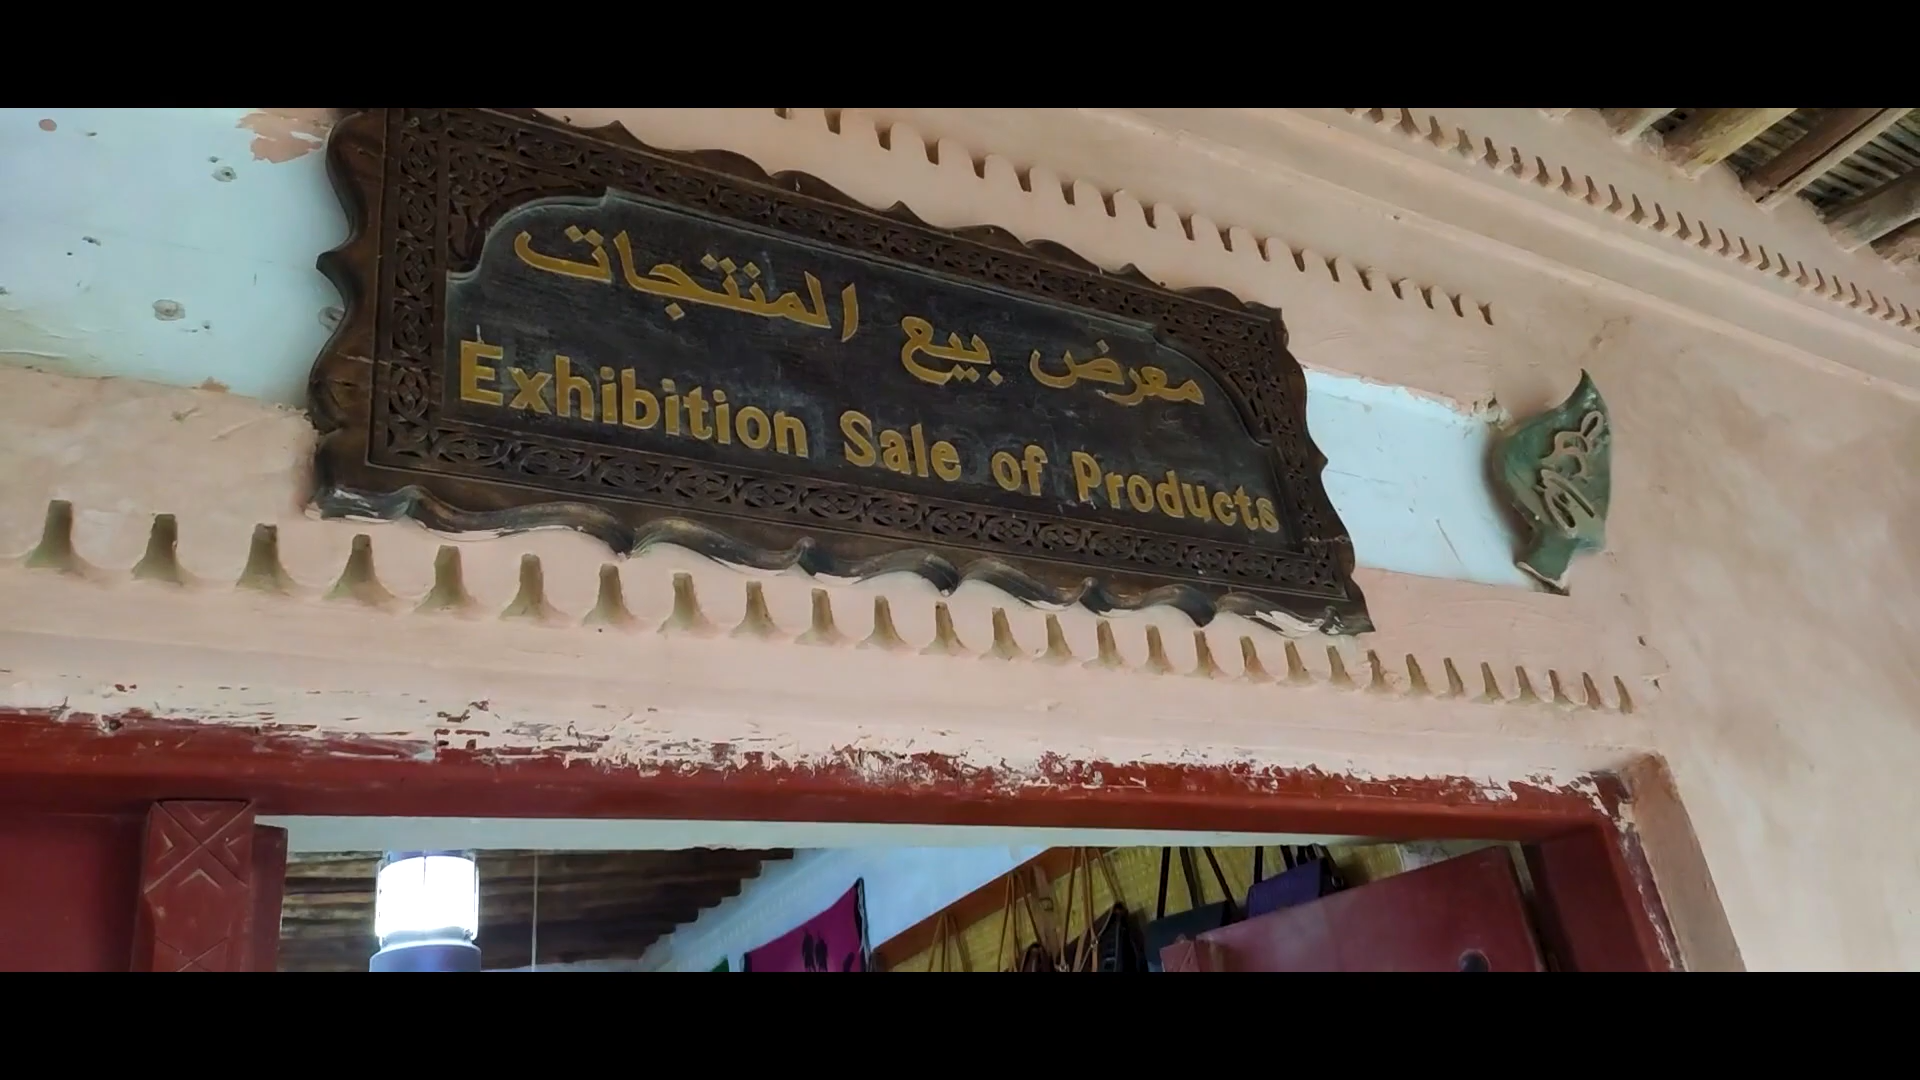 معرض بيع المنتجات
Exhibition Sale of Products